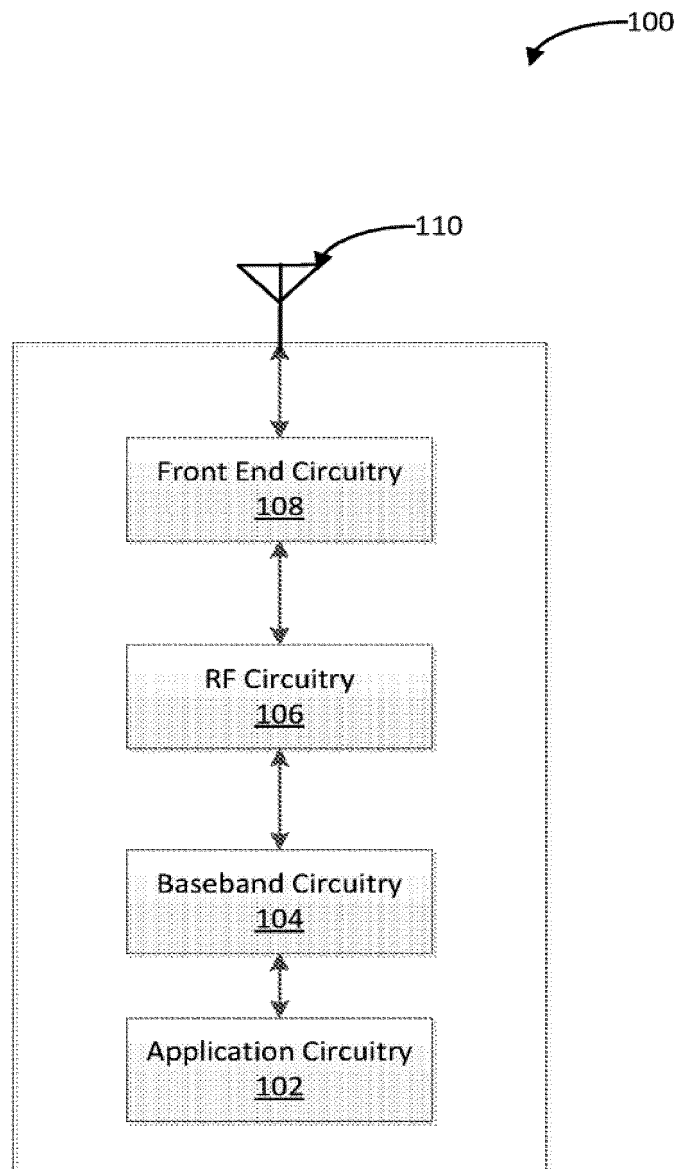 100
110
Front End Circuitry
108
RF Circuitry
106
Baseband Circuitry
104
Application Circuitry
102